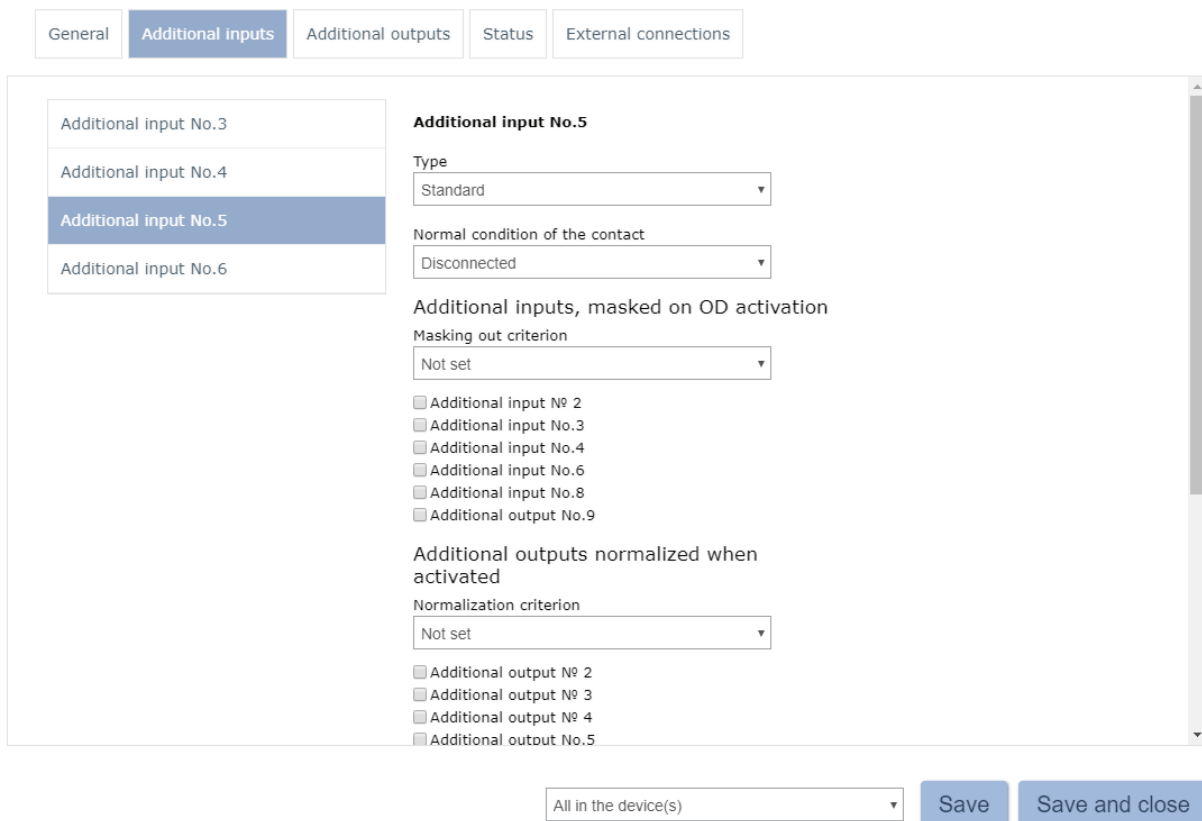 General
Additional inputs
Additional outputs
Status
External connections
Additional input No.3
Additional input No.4
Additional input No.5
Additional input No.6
Additional input No.5
Type
Standard
Normal condition of the contact
Disconnected
Additional inputs, masked on OD activation
Masking out criterion
Not set
Additional input № 2
Additional input No.3
Additional input No.4
Additional input No.6
Additional input No.8
Additional output No.9
Additional outputs normalized when
activated
Normalization criterion
Not set
Additional output № 2
Additional output № 3
Additional output № 4
Additional output No.5
All in the device(s)
Save
Save and close